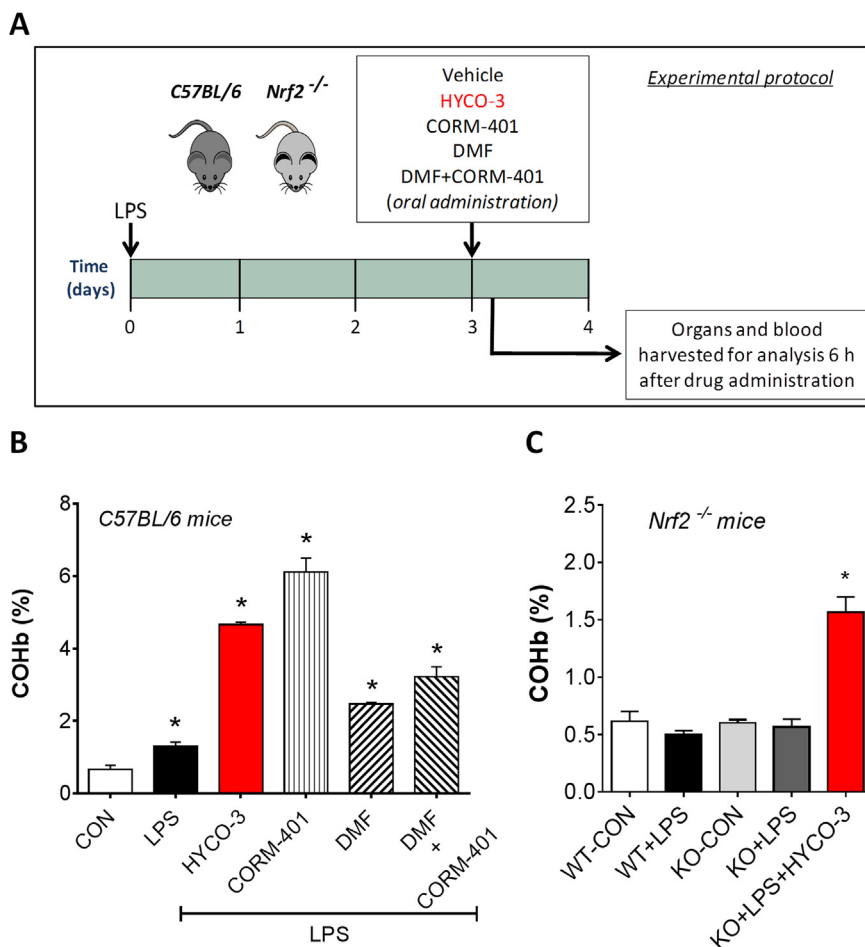 A
C57BL/6 Nrf2 -/-
Vehicle
HYCO-3
CORM-401
DMF
DMF+CORM-401
(oral administration)
Experimental protocol
LPS
Time
(days)
0 1 2 3 4
Organs and blood
harvested for analysis 6 h
after drug administration
B
C57BL/6 mice
COHb (%)
8
6
4
2
0
*
*
*
*
*
CON
LPS
HYCO-3
CORM-401
DMF
DMF
+
CORM-401
LPS
C
Nrf2 -/- mice
COHb (%)
2.5
2.0
1.5
1.0
0.5
0.0
*
WT-CON
WT+LPS
KO-CON
KO+LPS
KO+LPS+HYCO-3